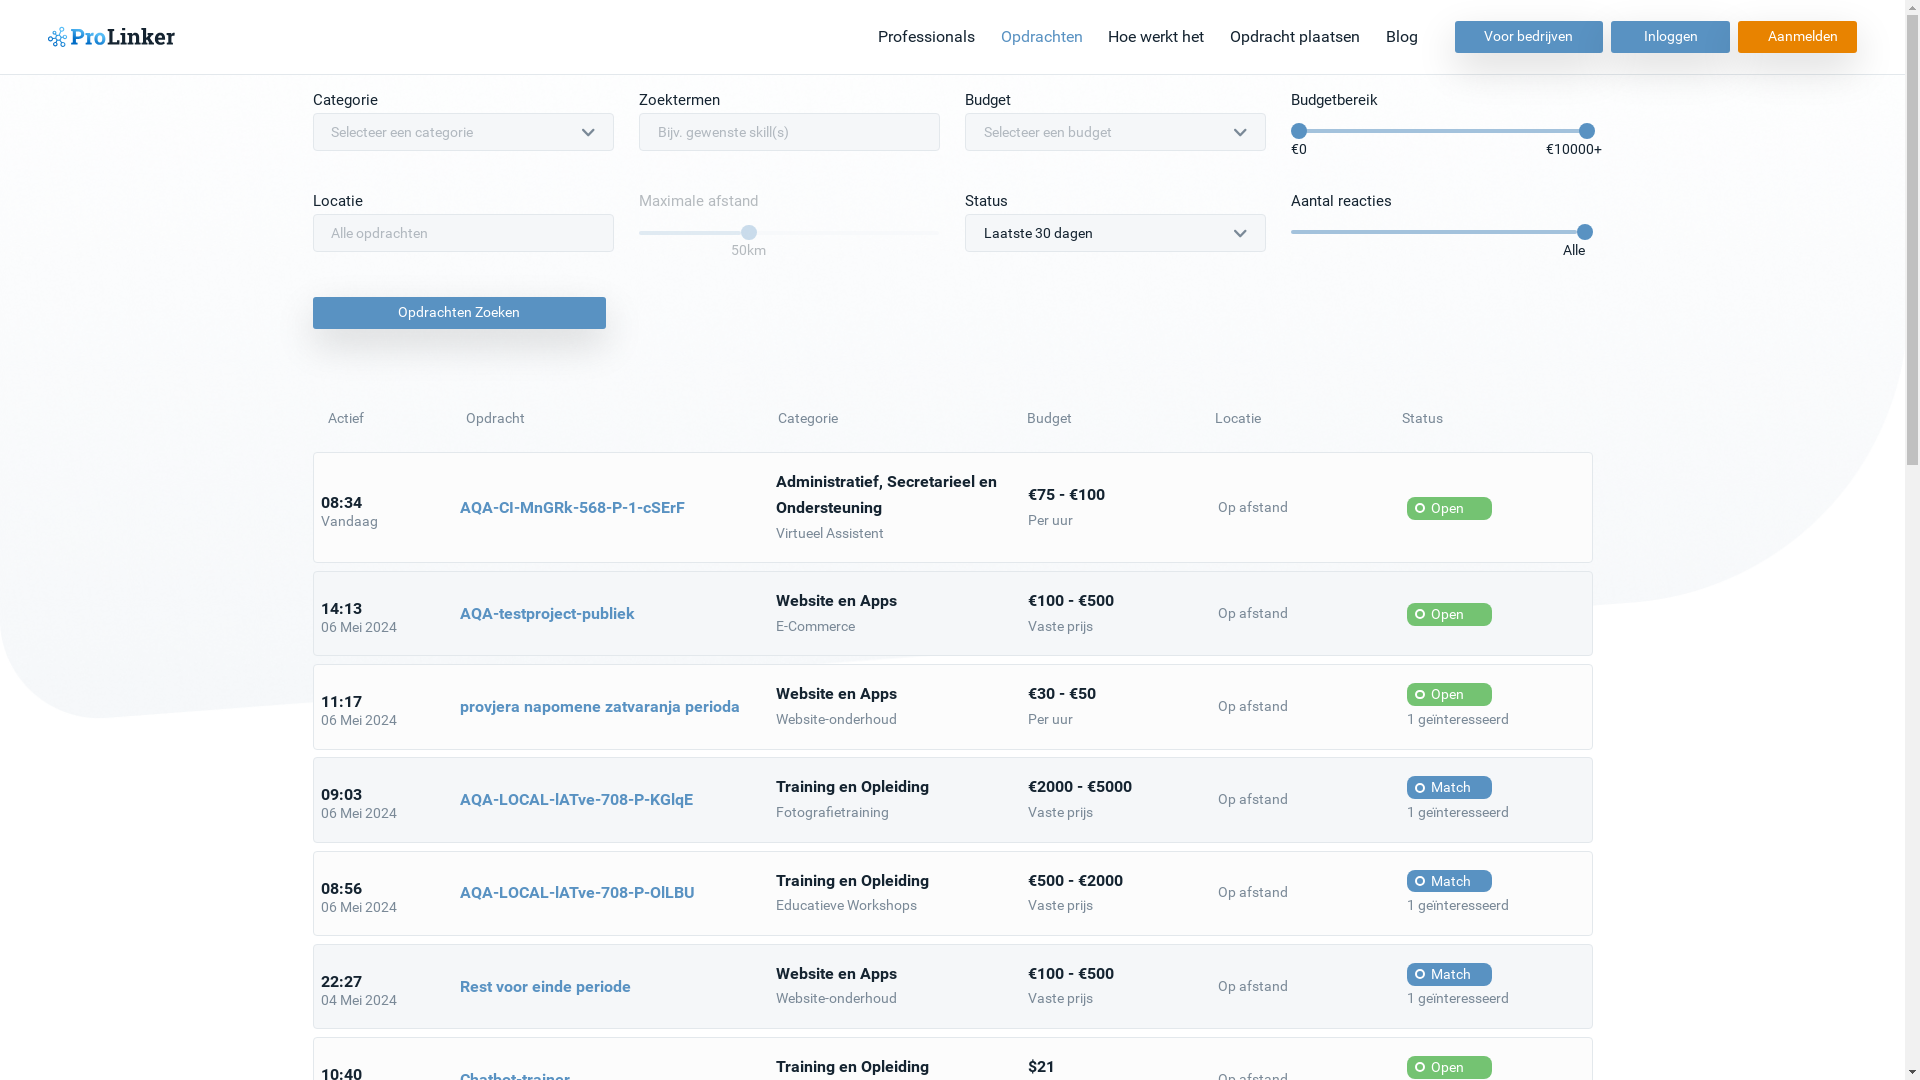 ProLinker
Professionals Opdrachten Hoe werkt het Opdracht plaatsen Blog Voor bedrijven Inloggen Aanmelden
Categorie Zoektermen Budget Budgetbereik
Selecteer een categorie Bijv. gewenste skill(s) Selecteer een budget
€0 €10000+
Locatie Maximale afstand Status Aantal reacties
Alle opdrachten Laatste 30 dagen
50km Alle
Opdrachten Zoeken
Actief Opdracht Categorie Budget Locatie Status
08:34
Vandaag
AQA-CI-MnGRk-568-P-1-cSErF
Administratief, Secretarieel en
Ondersteuning
Virtueel Assistent
€75 - €100
Per uur
Op afstand
Open
14:13
06 Mei 2024
AQA-testproject-publiek
Website en Apps
E-Commerce
€100 - €500
Vaste prijs
Op afstand
Open
11:17
06 Mei 2024
provjera napomene zatvaranja perioda
Website en Apps
Website-onderhoud
€30 - €50
Per uur
Op afstand
Open
1 geïnteresseerd
09:03
06 Mei 2024
AQA-LOCAL-lATve-708-P-KGlqE
Training en Opleiding
Fotografietraining
€2000 - €5000
Vaste prijs
Op afstand
Match
1 geïnteresseerd
08:56
06 Mei 2024
AQA-LOCAL-lATve-708-P-OlLBU
Training en Opleiding
Educatieve Workshops
€500 - €2000
Vaste prijs
Op afstand
Match
1 geïnteresseerd
22:27
04 Mei 2024
Rest voor einde periode
Website en Apps
Website-onderhoud
€100 - €500
Vaste prijs
Op afstand
Match
1 geïnteresseerd
10:40
Chatbot-trainer
Training en Opleiding
$21
Op afstand
Open